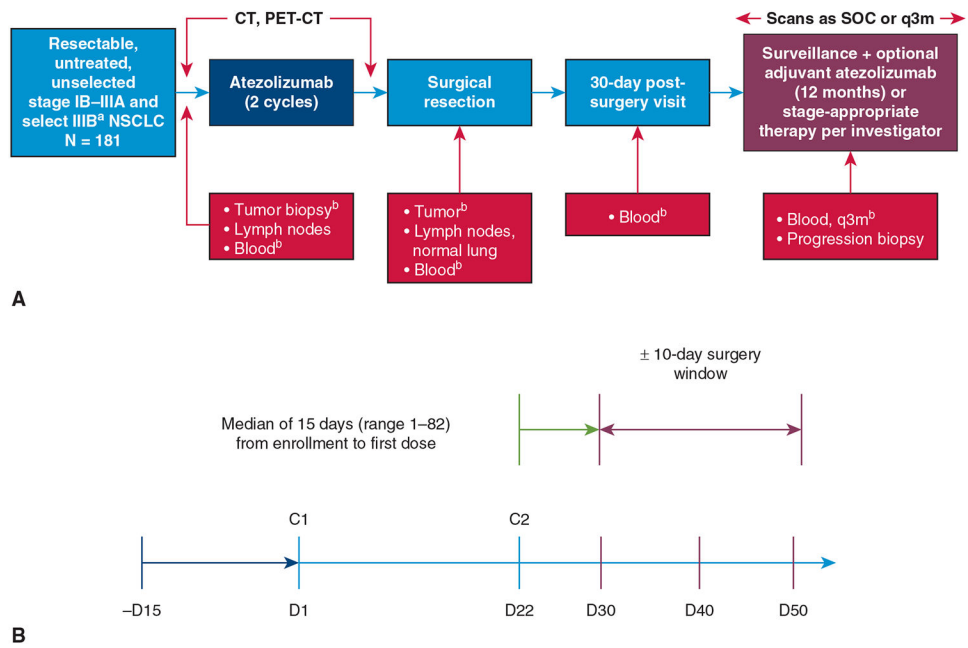 CT, PET-CT
Scans as SOC or q3m
Resectable,
untreated,
unselected
stage IB–IIIA and
select IIIBᵃ NSCLC
N = 181
Atezolizumab
(2 cycles)
Surgical
resection
30-day post-
surgery visit
Surveillance + optional
adjuvant atezolizumab
(12 months) or
stage-appropriate
therapy per investigator
• Tumor biopsyᵇ
• Lymph nodes
• Bloodᵇ
• Tumorᵇ
• Lymph nodes,
normal lung
• Bloodᵇ
• Bloodᵇ
• Blood, q3mᵇ
• Progression biopsy
A
± 10-day surgery
window
Median of 15 days (range 1–82)
from enrollment to first dose
C1
C2
–D15
D1
D22
D30
D40
D50
B